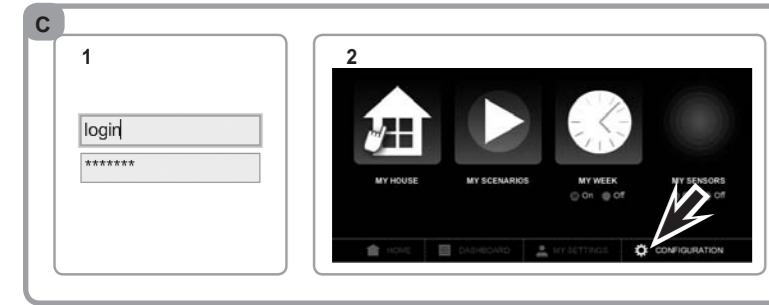 C
1
login
*******
2
MY HOUSE
MY SCENARIOS
MY WEEK
MY SENSORS
On Off
Off
HOME
DASHBOARD
MY SETTINGS
CONFIGURATION